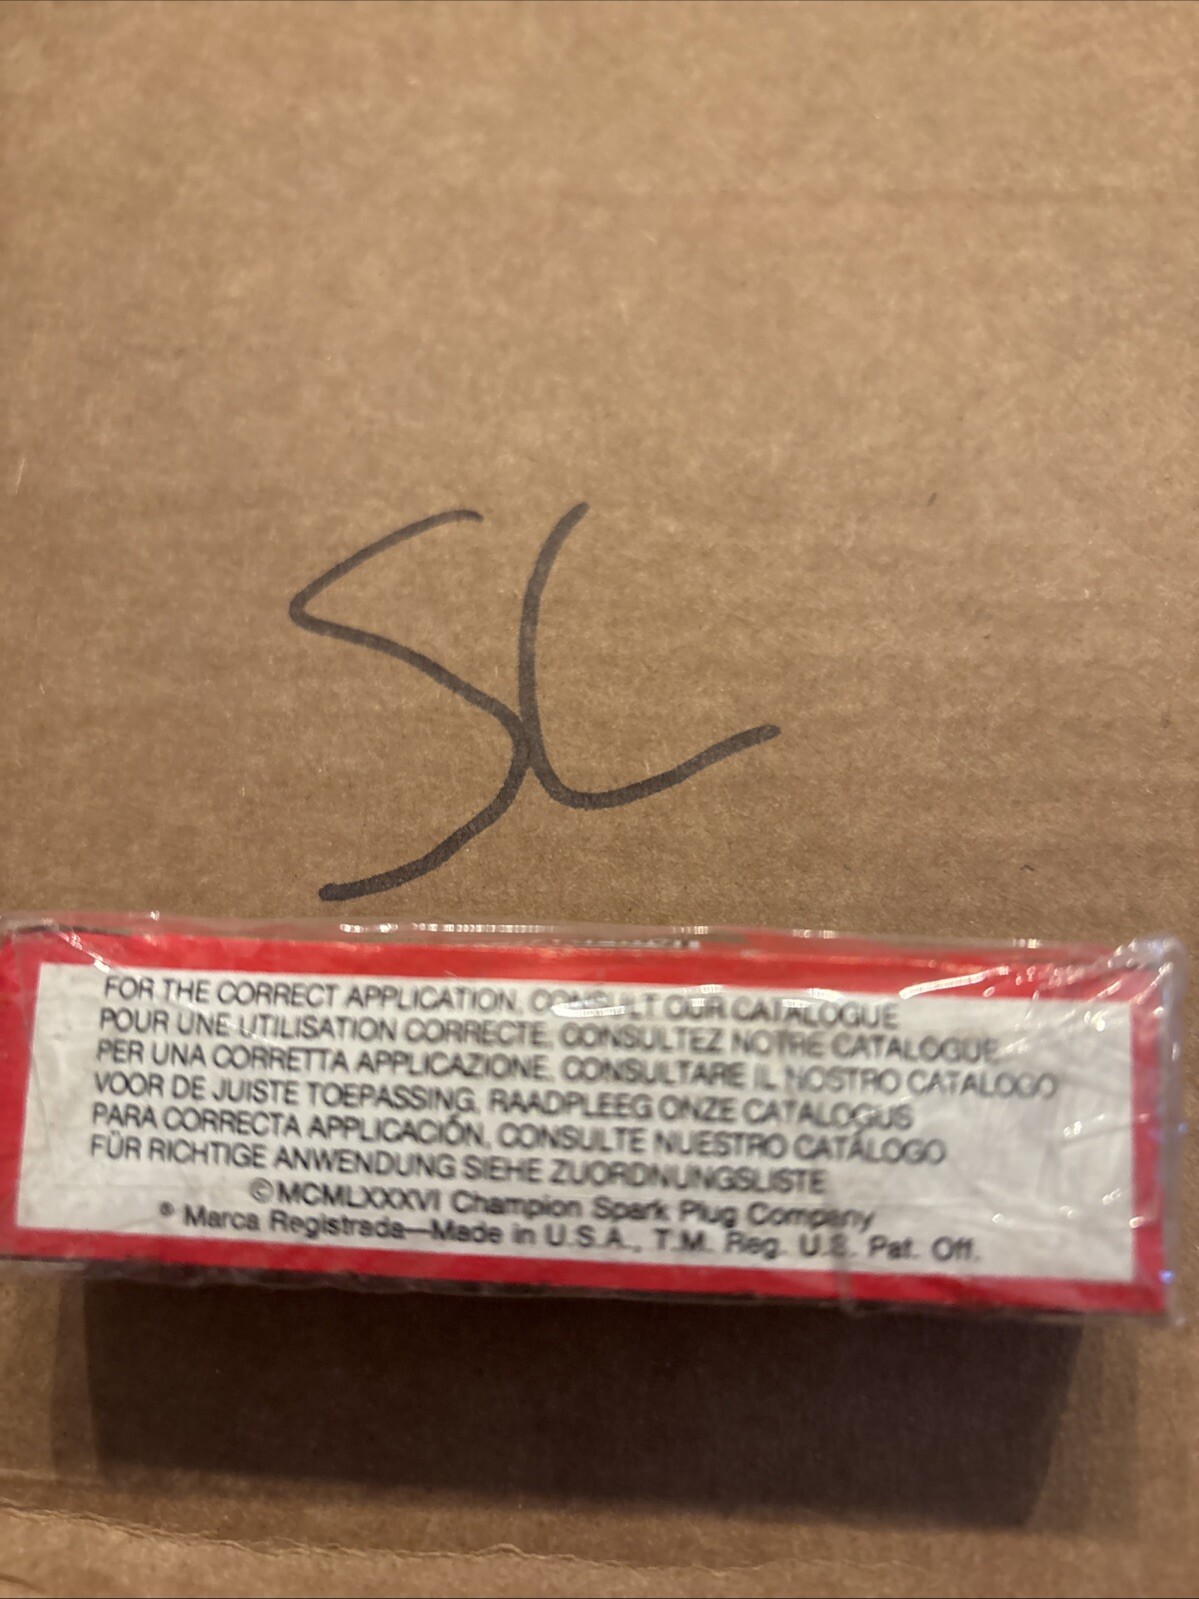 SL
FOR THE CORRECT APPLICATION, CONSULT OUR CATALOGUE
POUR UNE UTILISATION CORRECTE, CONSULTEZ NOTRE CATALOGUE
PER UNA CORRETTA APPLICAZIONE, CONSULTARE IL NOSTRO CATALOGO
VOOR DE JUISTE TOEPASSING, RAADPLEEG ONZE CATALOGUS
PARA CORRECTA APPLICACIÓN, CONSULTE NUESTRO CATÁLOGO
FÜR RICHTIGE ANWENDUNG SIEHE ZUORDNUNGSLISTE
©MCMLXXXVI Champion Spark Plug Company
® Marca Registrada—Made in U.S.A., T.M. Reg. U.S. Pat. Off.